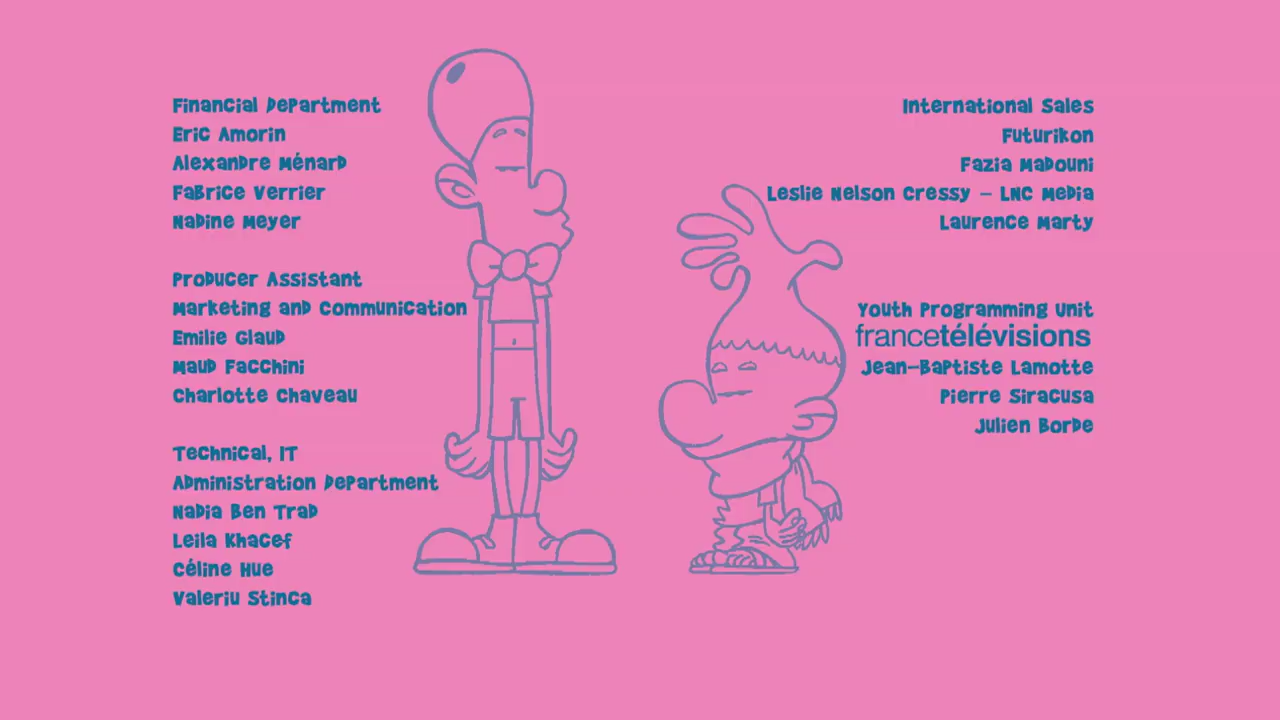 Financial Department
Eric Amorin
Alexandre Ménard
Fabrice Verrier
Nadine Meyer
Producer Assistant
Marketing and Communication
Emilie Glaud
Maud Facchini
Charlotte Chaveau
Technical, IT
Administration Department
Nadia Ben Trad
Leila Khacef
Céline Hue
Valeriu Stinca
International Sales
Futurikon
Fazia Madouni
Leslie Nelson Cressy – LNC Media
Laurence Marty
Youth Programming Unit
francetélévisions
Jean-Baptiste Lamotte
Pierre Siracusa
Julien Borde